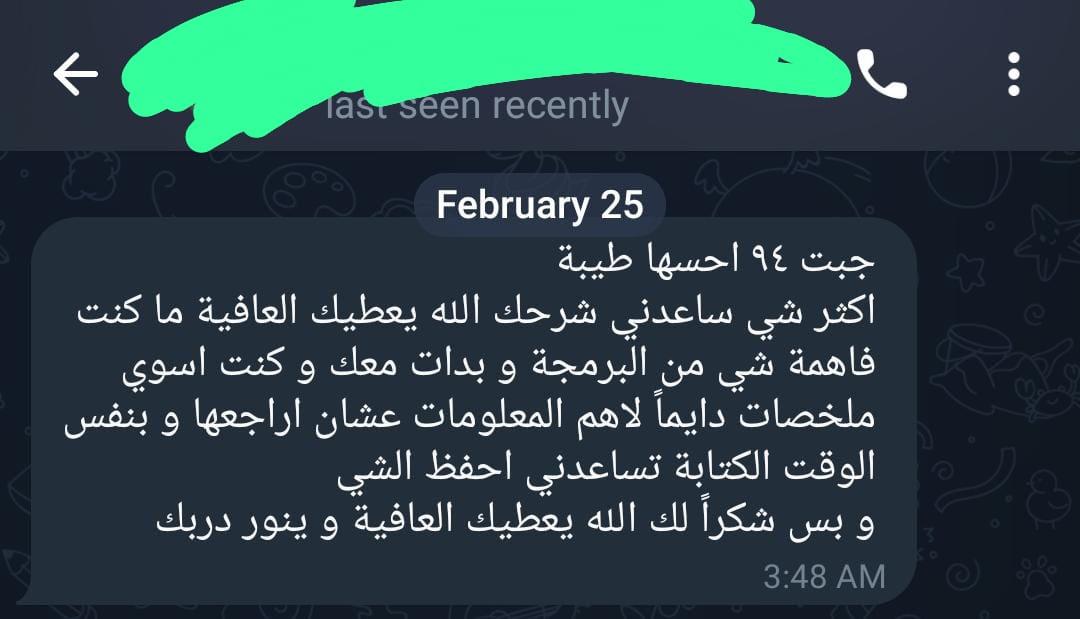 last seen recently
February 25
جبت ٩٤ احسها طيبة
اكثر شي ساعدني شرحك الله يعطيك العافية ما كنت
فاهمة شي من البرمجة و بدات معك و كنت اسوي
ملخصات دايماً لاهم المعلومات عشان اراجعها و بنفس
الوقت الكتابة تساعدني احفظ الشي
و بس شكراً لك الله يعطيك العافية و ينور دربك
3:48 AM